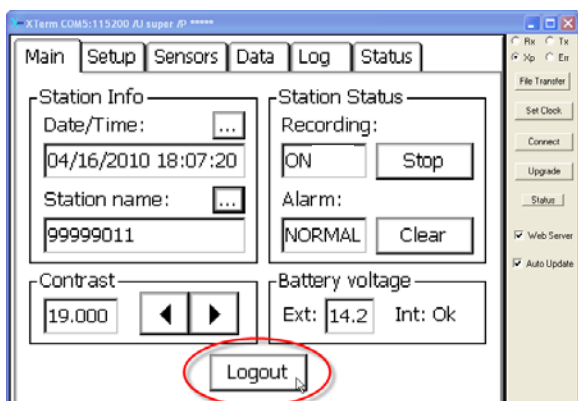 XTerm COM5:115200 /U super /P *****
Main Setup Sensors Data Log Status
Station Info
Date/Time: ...
04/16/2010 18:07:20
Station name: ...
99999011
Station Status
Recording:
ON Stop
Alarm:
NORMAL Clear
Contrast
19.000
Battery voltage
Ext: 14.2 Int: Ok
Logout
Rx Tx
Xp Err
File Transfer
Set Clock
Connect
Upgrade
Status
Web Server
Auto Update